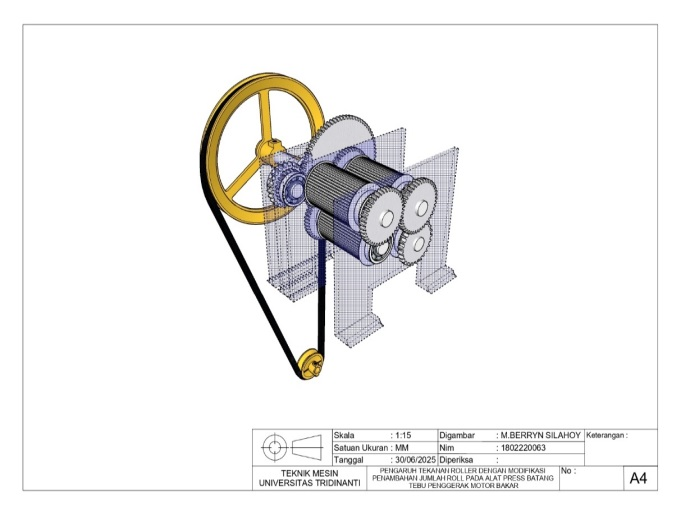 Skala : 1:15 Digambar : M.BERRYN SILAHOY Keterangan :
Satuan Ukuran : MM Nim : 1802220063
Tanggal : 30/06/2025 Diperiksa :
TEKNIK MESIN
UNIVERSITAS TRIDINANTI
PENGARUH TEKANAN ROLLER DENGAN MODIFIKASI
PENAMBAHAN JUMLAH ROLL PADA ALAT PRESS BATANG
TEBU PENGGERAK MOTOR BAKAR
No :
A4